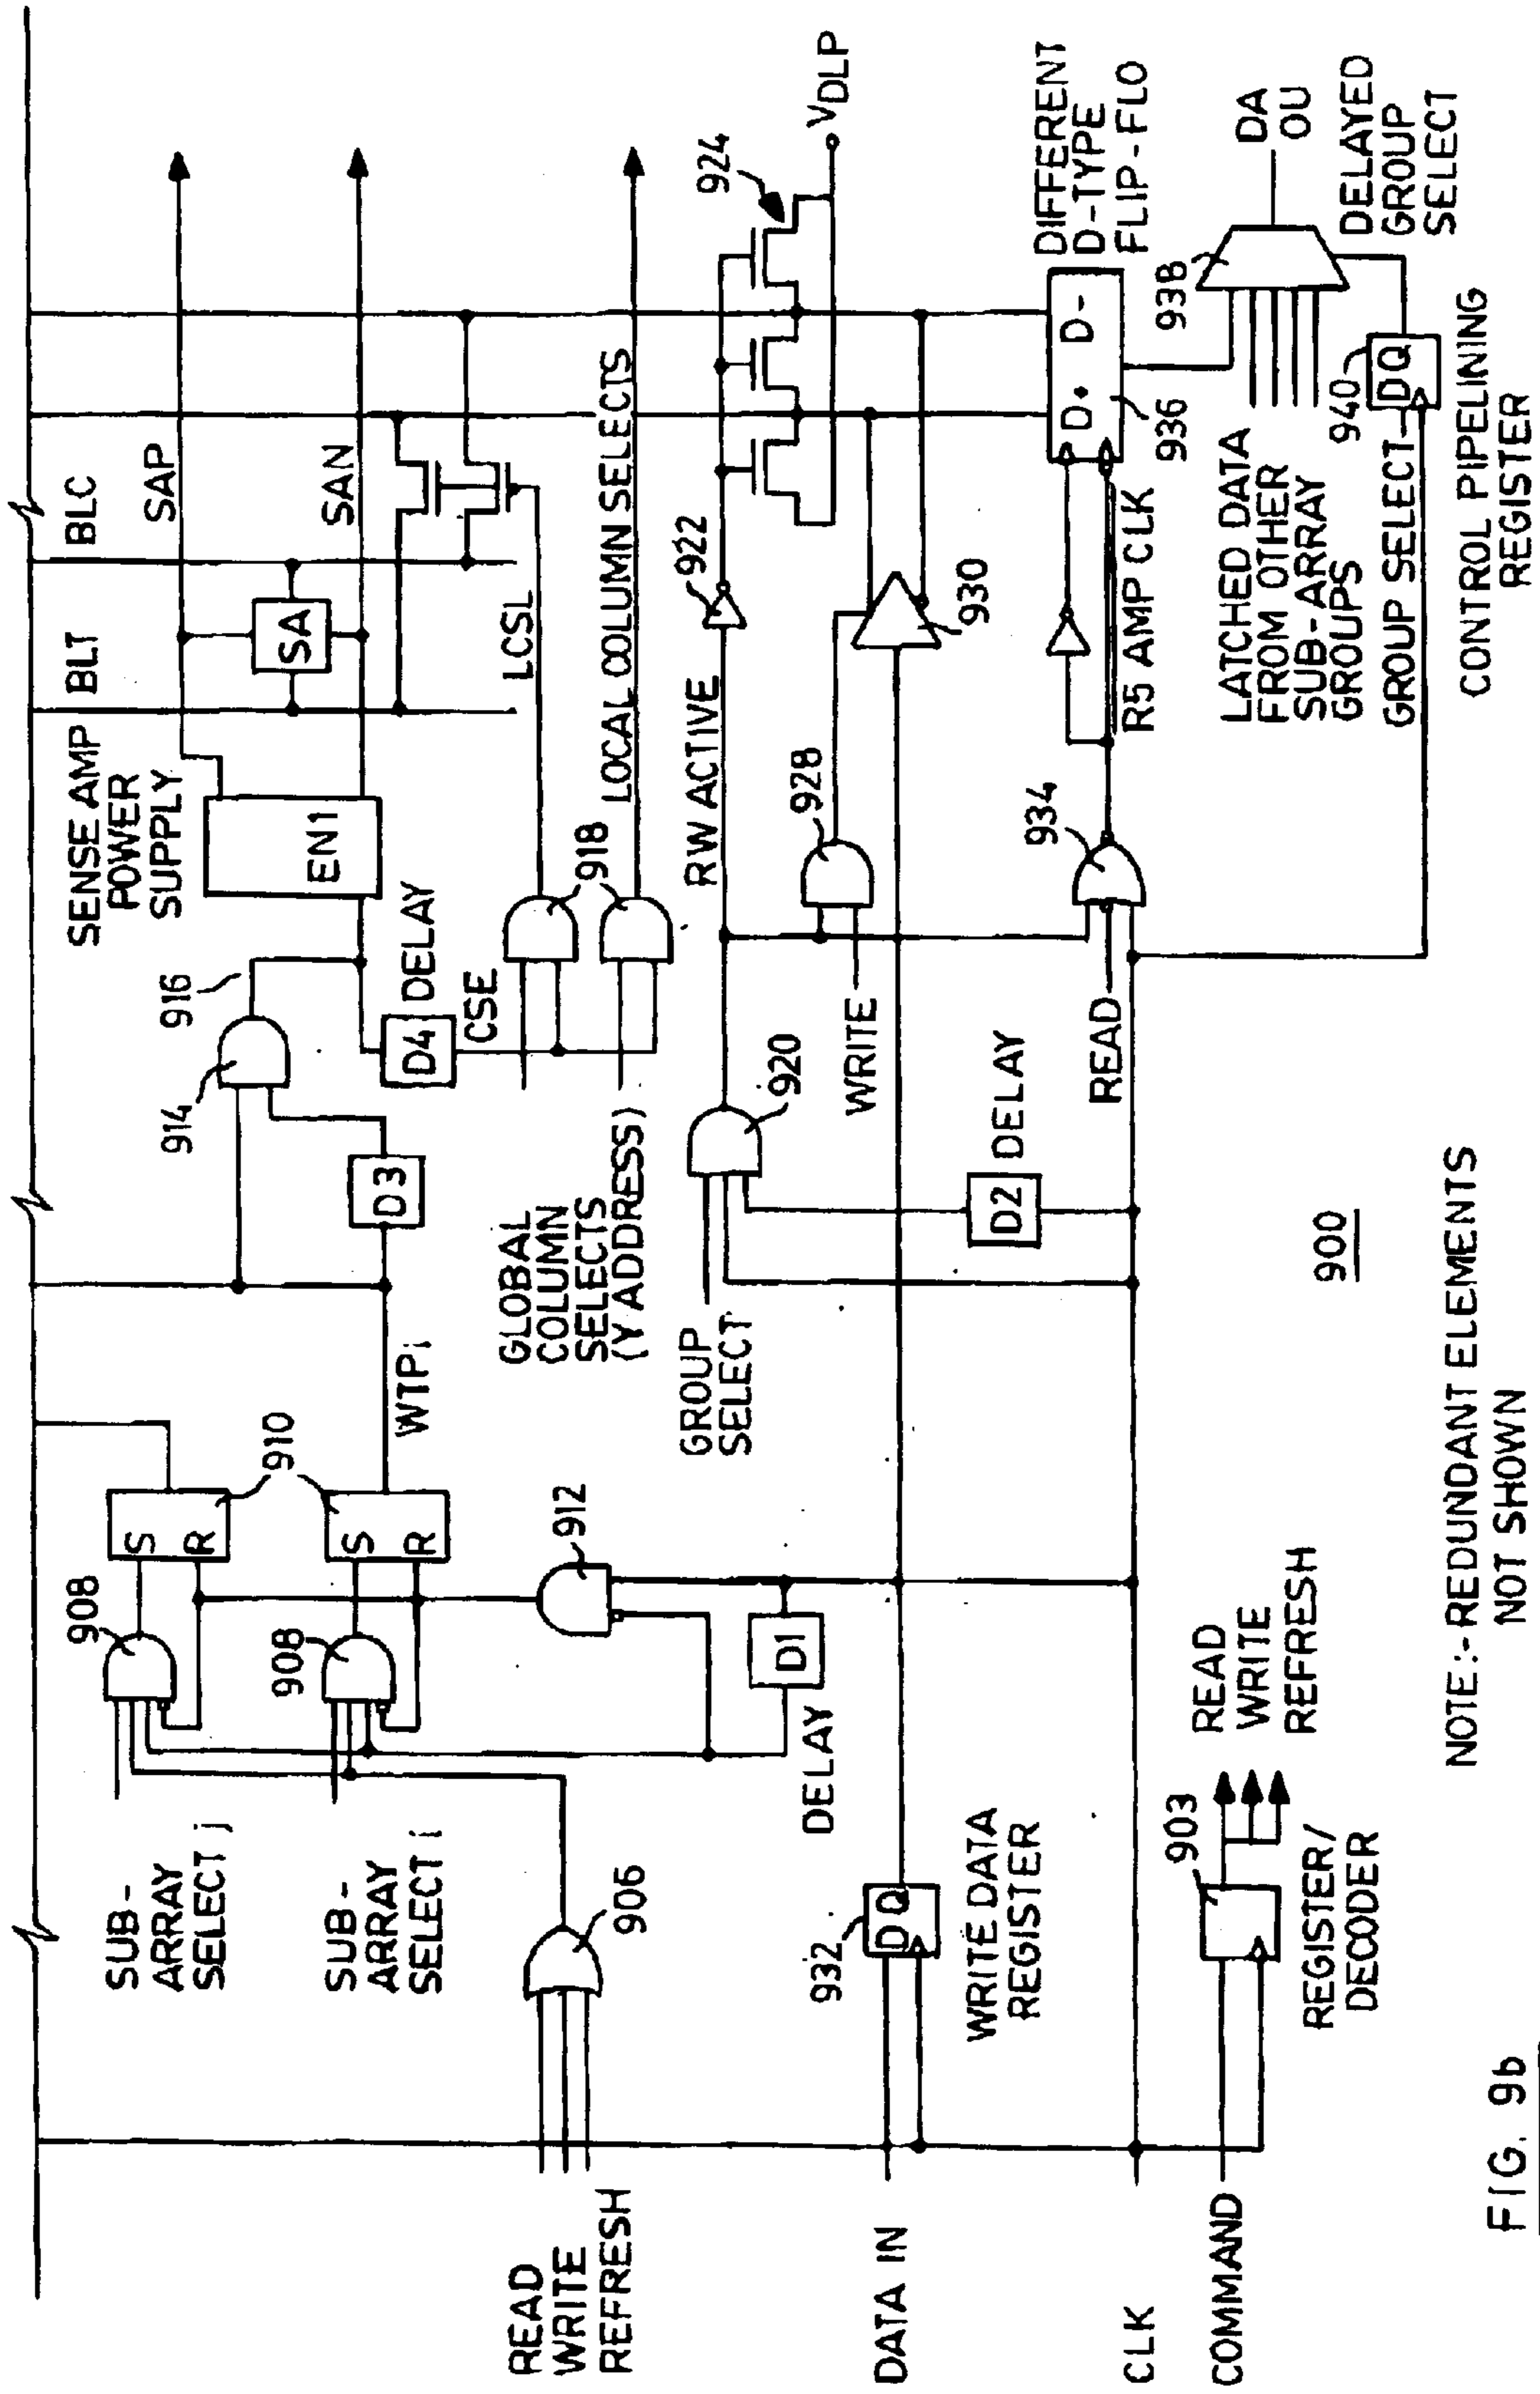 SENSE AMP
POWER
SUPPLY
BLT
BLC
SAP
SAN
EN1
SA
916
914
D3
D4
DELAY
CSE
918
LCSL
LOCAL COLUMN SELECTS
GLOBAL
COLUMN
SELECTS
(Y ADDRESS)
SUB-
ARRAY
SELECT j
908
S
R
910
SUB-
ARRAY
SELECT i
908
S
R
WTPi
912
D1
DELAY
906
READ
WRITE
REFRESH
GROUP
SELECT
920
RW ACTIVE
922
924
VDLP
WRITE
928
930
D2
DELAY
READ
934
R5 AMP CLK
D+
D-
936
DIFFERENT
D-TYPE
FLIP-FLO
938
DA
OU
LATCHED DATA
FROM OTHER
SUB-ARRAY
GROUPS
GROUP SELECT
940
D Q
DELAYED
GROUP
SELECT
CONTROL PIPELINING
REGISTER
DATA IN
932
D Q
WRITE DATA
REGISTER
CLK
COMMAND
903
REGISTER/
DECODER
READ
WRITE
REFRESH
900
NOTE:-REDUNDANT ELEMENTS
NOT SHOWN
FIG. 9b